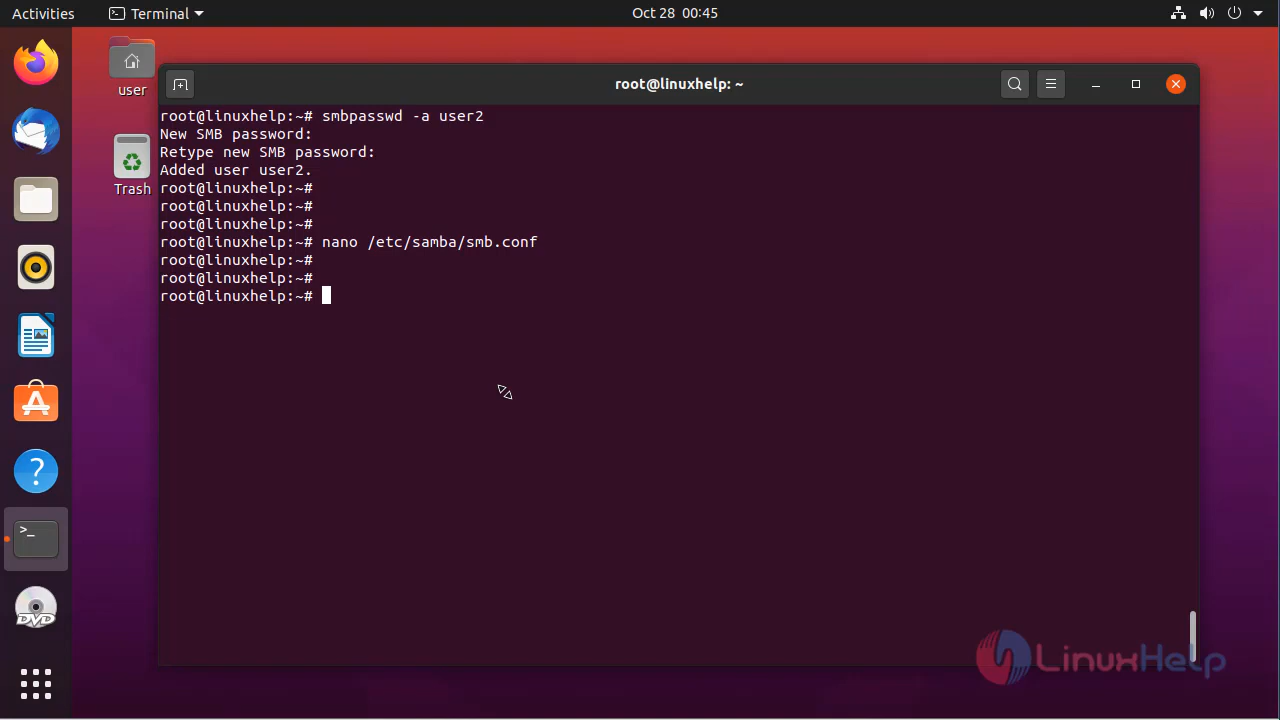 Activities
Terminal
Oct 28 00:45
user
Trash
root@linuxhelp: ~
root@linuxhelp:~# smbpasswd -a user2
New SMB password:
Retype new SMB password:
Added user user2.
root@linuxhelp:~#
root@linuxhelp:~#
root@linuxhelp:~#
root@linuxhelp:~# nano /etc/samba/smb.conf
root@linuxhelp:~#
root@linuxhelp:~#
root@linuxhelp:~#
>_
DVD
LinuxHelp